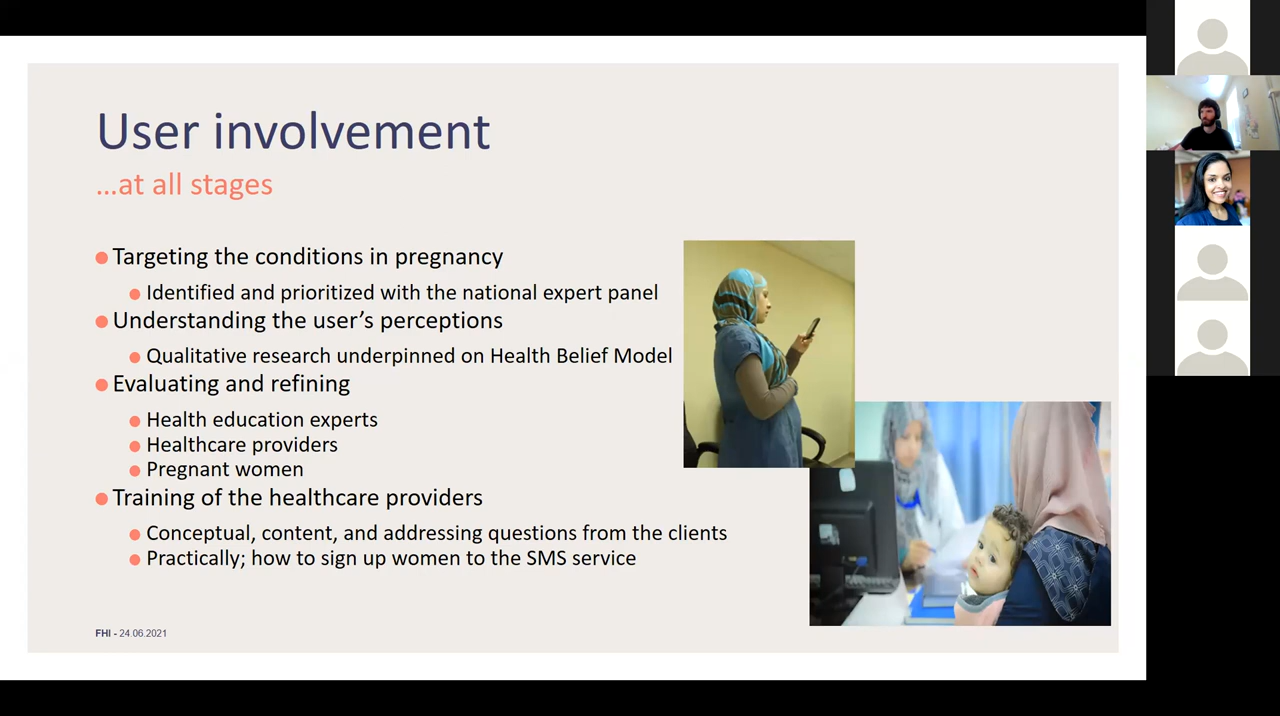 User involvement
...at all stages
Targeting the conditions in pregnancy
Identified and prioritized with the national expert panel
Understanding the user’s perceptions
Qualitative research underpinned on Health Belief Model
Evaluating and refining
Health education experts
Healthcare providers
Pregnant women
Training of the healthcare providers
Conceptual, content, and addressing questions from the clients
Practically; how to sign up women to the SMS service
FHI - 24.06.2021